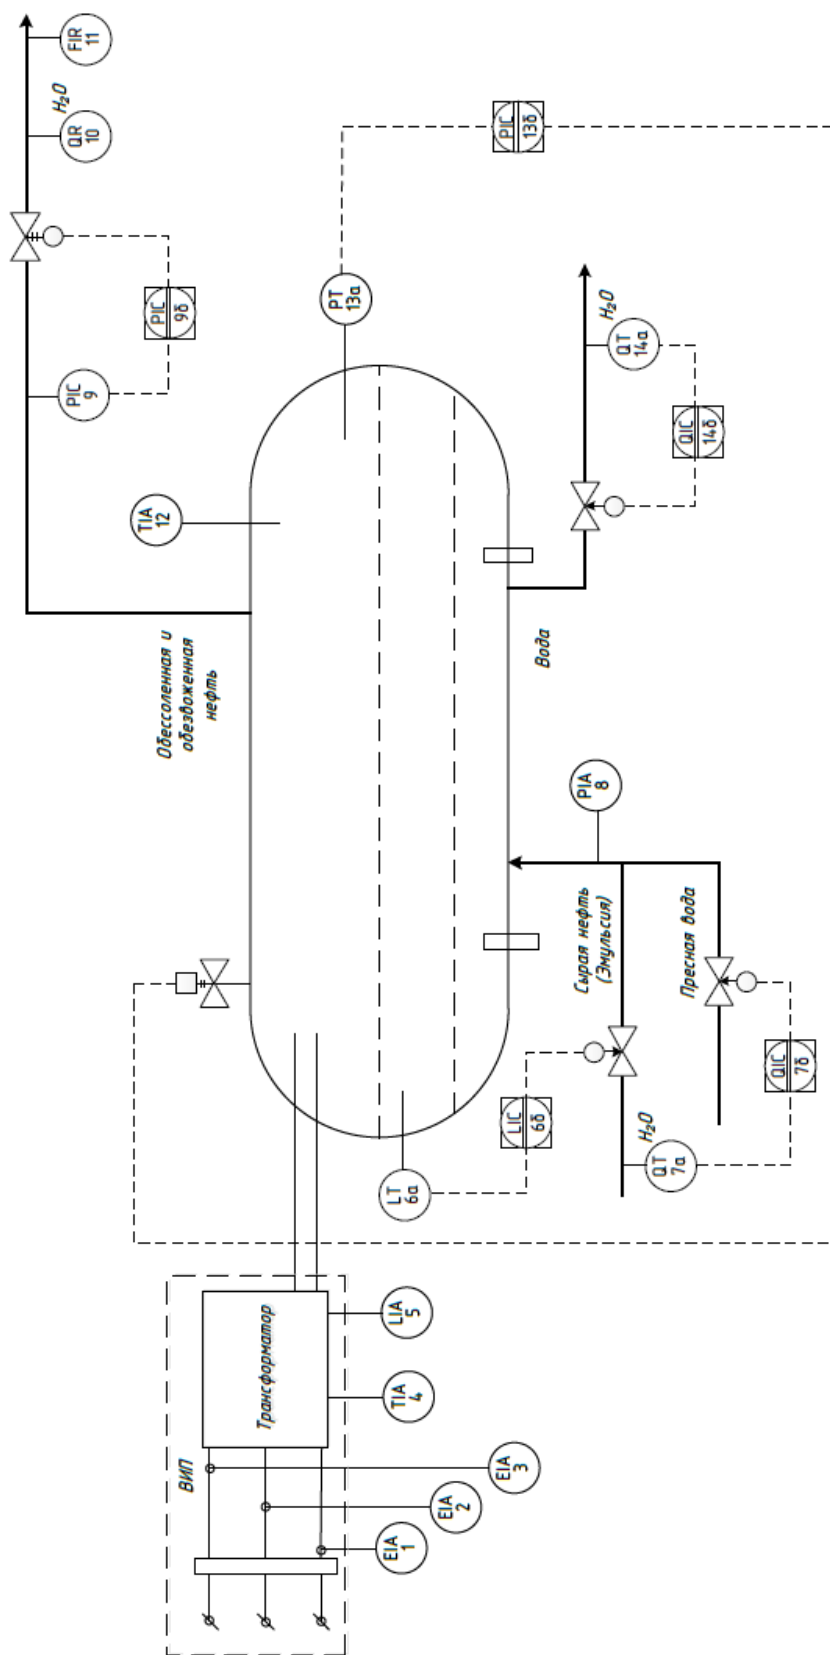 ВИП
Трансформатор
EIA
1
EIA
2
EIA
3
TIA
4
LIA
5
LT
6а
LIC
6б
QT
7а
H₂O
QIC
7б
Сырая нефть
(Эмульсия)
Пресная вода
PIA
8
Обессоленная и
обезвоженная
нефть
Вода
PIC
9
PIC
9б
QR
10
H₂O
FIR
11
TIA
12
PT
13а
PIC
13б
QT
14а
H₂O
QIC
14б